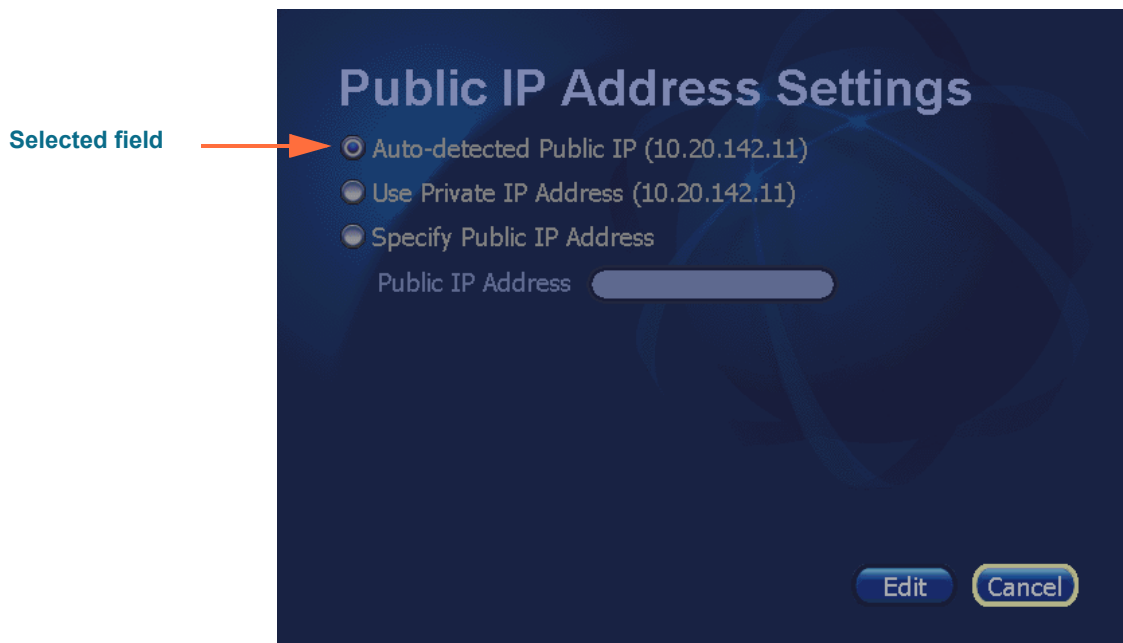 Public IP Address Settings
Selected field
Auto-detected Public IP (10.20.142.11)
Use Private IP Address (10.20.142.11)
Specify Public IP Address
Public IP Address
Edit
Cancel